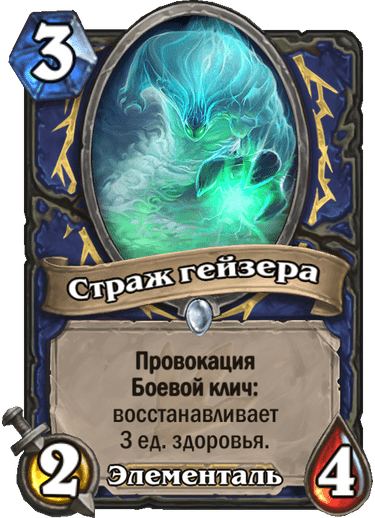 3
Страж гейзера
Провокация
Боевой клич:
восстанавливает
3 ед. здоровья.
2 Элементаль 4